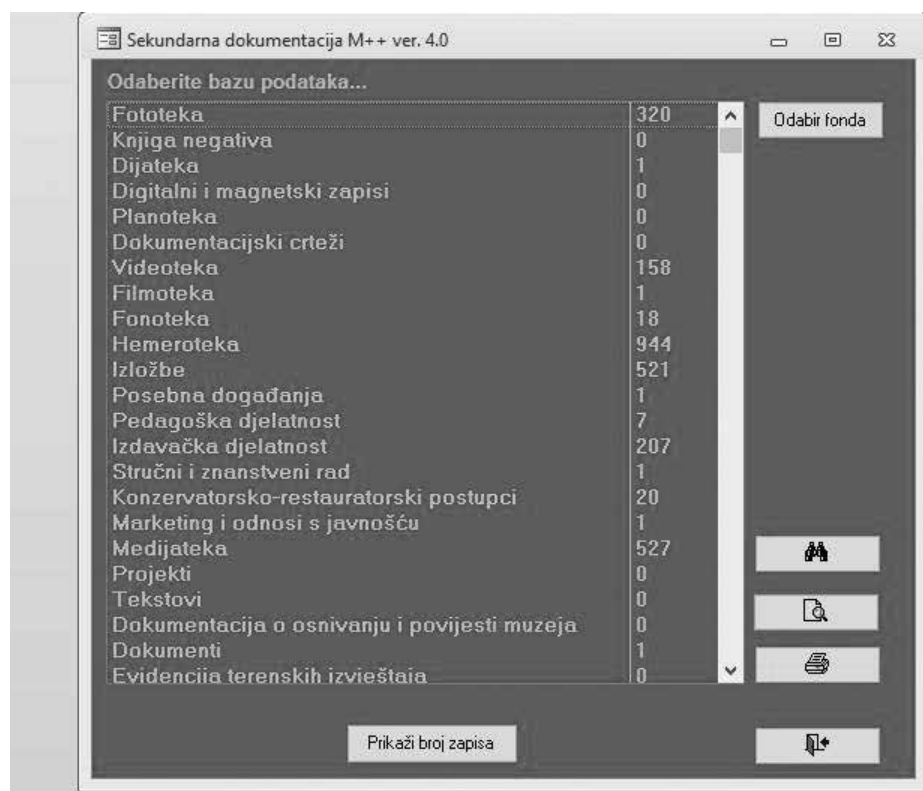 Sekundarna dokumentacija M++ ver. 4.0
Odaberite bazu podataka...
Fototeka 320
Knjiga negativa 0
Dijateka 1
Digitalni i magnetski zapisi 0
Planoteka 0
Dokumentacijski crteži 0
Videoteka 158
Filmoteka 1
Fonoteka 18
Hemeroteka 944
Izložbe 521
Posebna događanja 1
Pedagoška djelatnost 7
Izdavačka djelatnost 207
Stručni i znanstveni rad 1
Konzervatorsko-restauratorski postupci 20
Marketing i odnosi s javnošću 1
Medijateka 527
Projekti 0
Tekstovi 0
Dokumentacija o osnivanju i povijesti muzeja 0
Dokumenti 1
Evidencija terenskih izvještaja 0
Odabir fonda
Prikaži broj zapisa